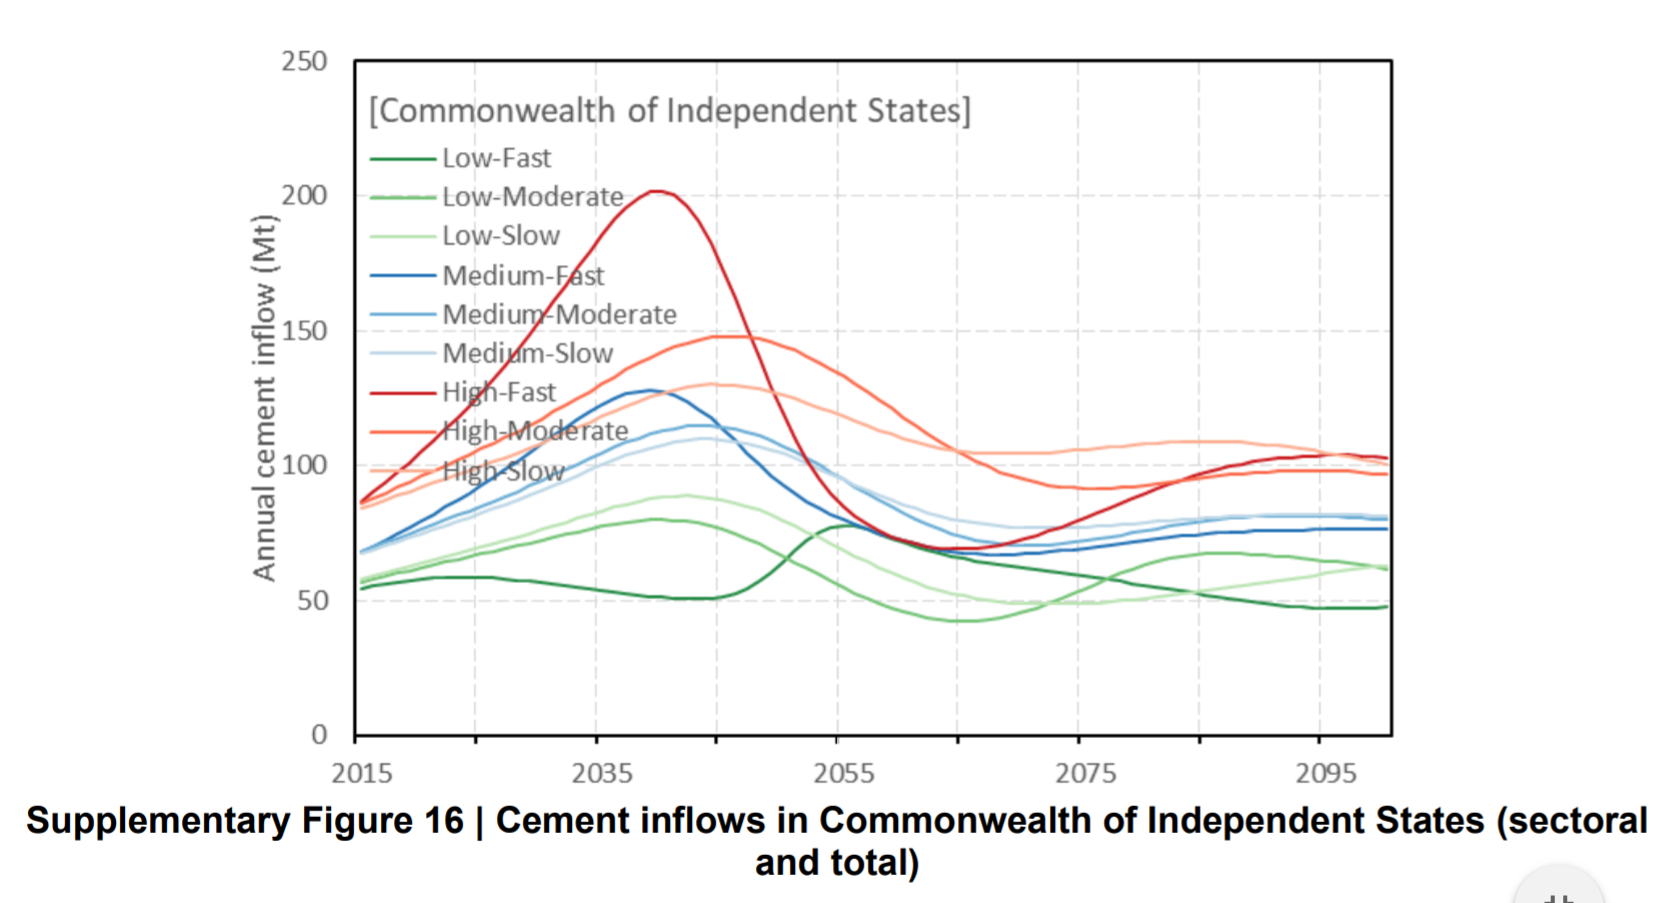 250
[Commonwealth of Independent States]
Low-Fast
200
Low-Moderate
Low-Slow
Medium-Fast
Medium-Moderate
150
Medium-Slow
High-Fast
High-Moderate
100
High-Slow
50
0
Annual cement inflow (Mt)
2015 2035 2055 2075 2095
Supplementary Figure 16 | Cement inflows in Commonwealth of Independent States (sectoral
and total)